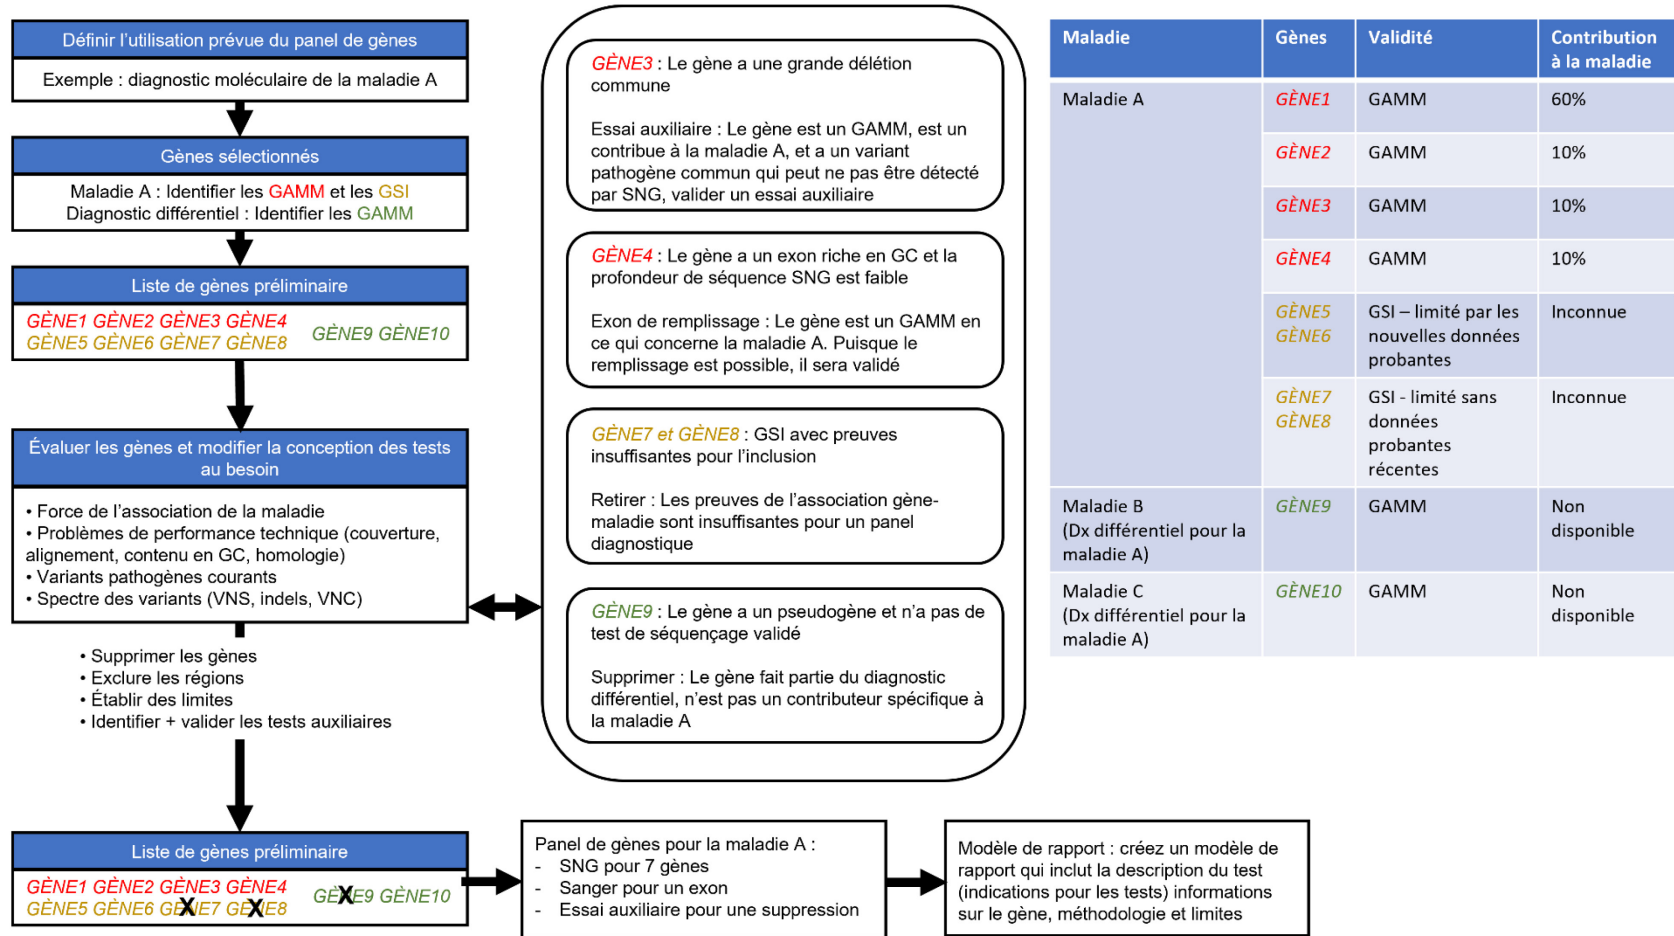 Définir l'utilisation prévue du panel de gènes
Exemple : diagnostic moléculaire de la maladie A
Gènes sélectionnés
Maladie A : Identifier les GAMM et les GSI
Diagnostic différentiel : Identifier les GAMM
Liste de gènes préliminaire
GÈNE1 GÈNE2 GÈNE3 GÈNE4
GÈNE5 GÈNE6 GÈNE7 GÈNE8
GÈNE9 GÈNE10
Évaluer les gènes et modifier la conception des tests
au besoin
• Force de l'association de la maladie
• Problèmes de performance technique (couverture,
alignement, contenu en GC, homologie)
• Variants pathogènes courants
• Spectre des variants (VNS, indels, VNC)
• Supprimer les gènes
• Exclure les régions
• Établir des limites
• Identifier + valider les tests auxiliaires
Liste de gènes préliminaire
GÈNE1 GÈNE2 GÈNE3 GÈNE4
GÈNE5 GÈNE6 GÈNE7 GÈNE8
GÈNE9 GÈNE10
X X X
GÈNE3 : Le gène a une grande délétion
commune
Essai auxiliaire : Le gène est un GAMM, est un
contribue à la maladie A, et a un variant
pathogène commun qui peut ne pas être détecté
par SNG, valider un essai auxiliaire
GÈNE4 : Le gène a un exon riche en GC et la
profondeur de séquence SNG est faible
Exon de remplissage : Le gène est un GAMM en
ce qui concerne la maladie A. Puisque le
remplissage est possible, il sera validé
GÈNE7 et GÈNE8 : GSI avec preuves
insuffisantes pour l'inclusion
Retirer : Les preuves de l'association gène-
maladie sont insuffisantes pour un panel
diagnostique
GÈNE9 : Le gène a un pseudogène et n'a pas de
test de séquençage validé
Supprimer : Le gène fait partie du diagnostic
différentiel, n'est pas un contributeur spécifique à
la maladie A
Panel de gènes pour la maladie A :
- SNG pour 7 gènes
- Sanger pour un exon
- Essai auxiliaire pour une suppression
Modèle de rapport : créez un modèle de
rapport qui inclut la description du test
(indications pour les tests) informations
sur le gène, méthodologie et limites
Maladie Gènes Validité Contribution
à la maladie
Maladie A GÈNE1 GAMM 60%
GÈNE2 GAMM 10%
GÈNE3 GAMM 10%
GÈNE4 GAMM 10%
GÈNE5 GSI – limité par les Inconnue
GÈNE6 nouvelles données
probantes
GÈNE7 GSI - limité sans Inconnue
GÈNE8 données
probantes
récentes
Maladie B GÈNE9 GAMM Non
(Dx différentiel pour la disponible
maladie A)
Maladie C GÈNE10 GAMM Non
(Dx différentiel pour la disponible
maladie A)